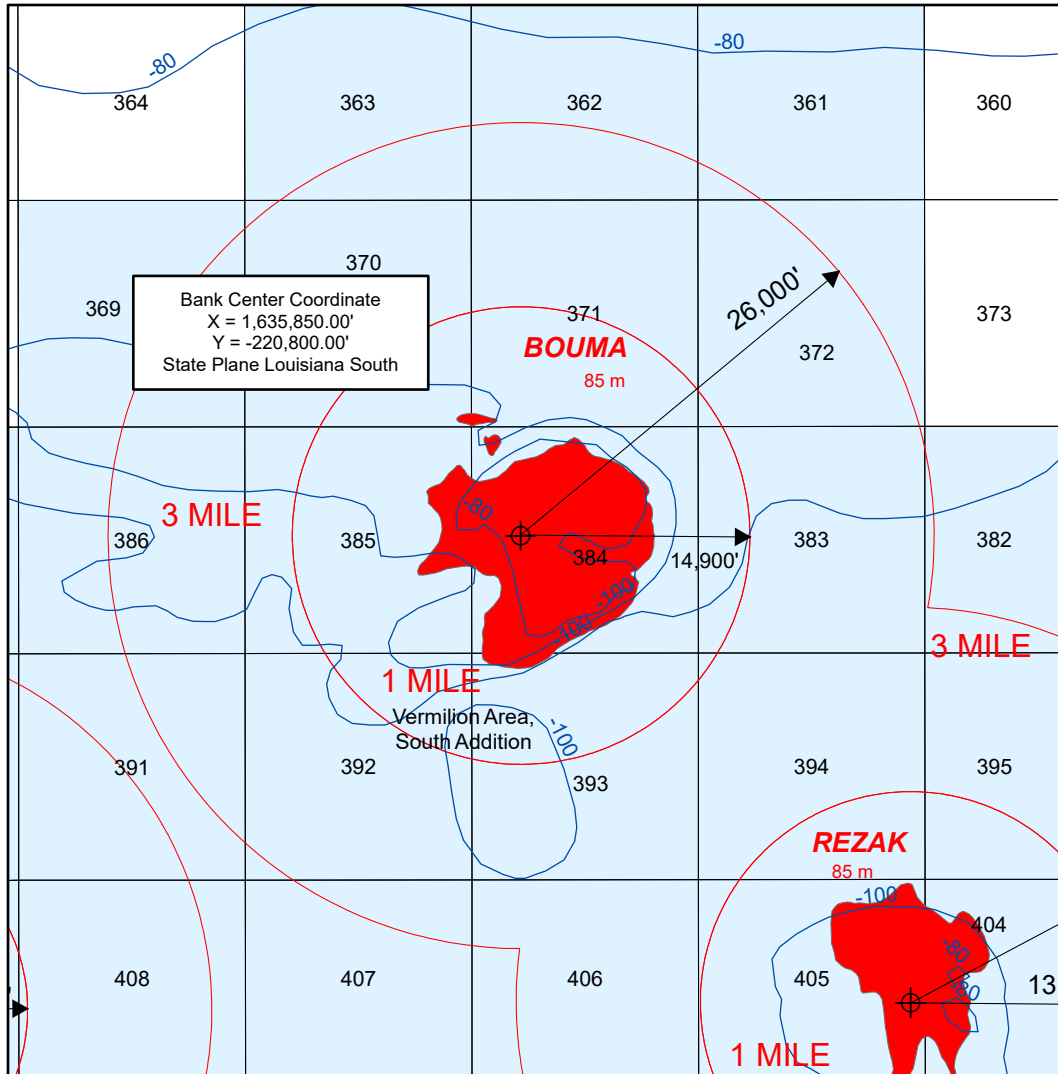 -80
-80
364
363
362
361
360
370
369
Bank Center Coordinate
X = 1,635,850.00'
Y = -220,800.00'
State Plane Louisiana South
371
26,000'
373
BOUMA
372
85 m
3 MILE
-80
386
385
384
14,900'
383
382
-100
-100
3 MILE
1 MILE
Vermilion Area,
South Addition
-100
391
392
393
394
395
REZAK
85 m
-100
404
-80
408
407
406
405
-80
13
1 MILE